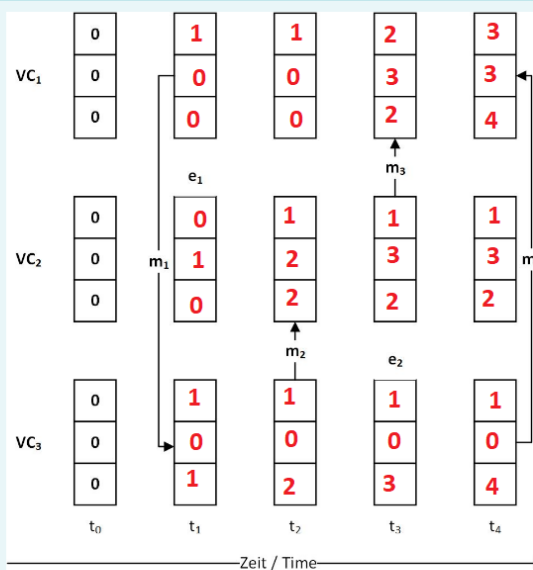 0 1 1 2 3
VC₁ 0 0 0 3 3
0 0 0 2 4
e₁ m₃
0 0 1 1 1
VC₂ 0 m₁ 1 2 3 3 m
0 0 2 2 2
m₂ e₂
0 1 1 1 1
VC₃ 0 0 0 0 0
0 1 2 3 4
t₀ t₁ t₂ t₃ t₄
Zeit / Time